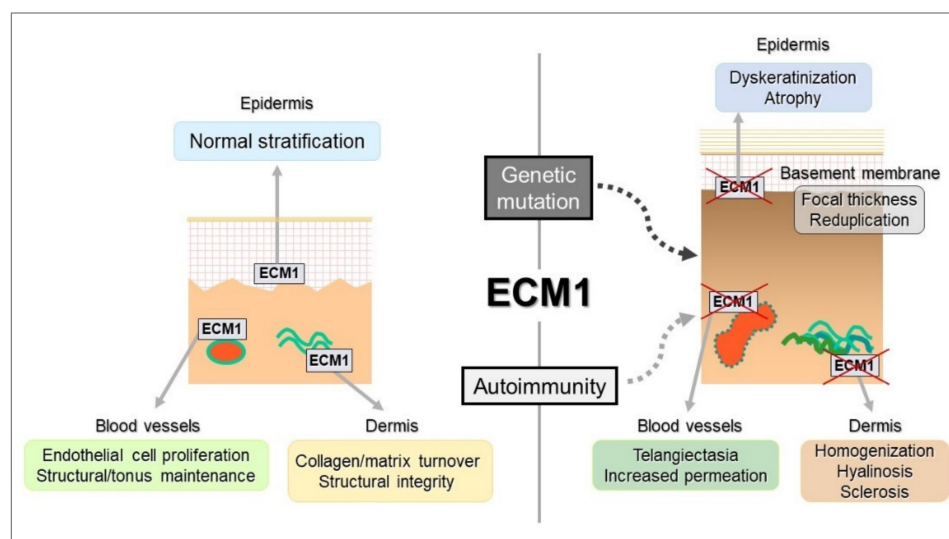 Epidermis
Normal stratification
ECM1
ECM1
ECM1
Blood vessels
Endothelial cell proliferation
Structural/tonus maintenance
Dermis
Collagen/matrix turnover
Structural integrity
Genetic
mutation
ECM1
Autoimmunity
Epidermis
Dyskeratinization
Atrophy
ECM1
Basement membrane
Focal thickness
Reduplication
ECM1
ECM1
Blood vessels
Telangiectasia
Increased permeation
Dermis
Homogenization
Hyalinosis
Sclerosis